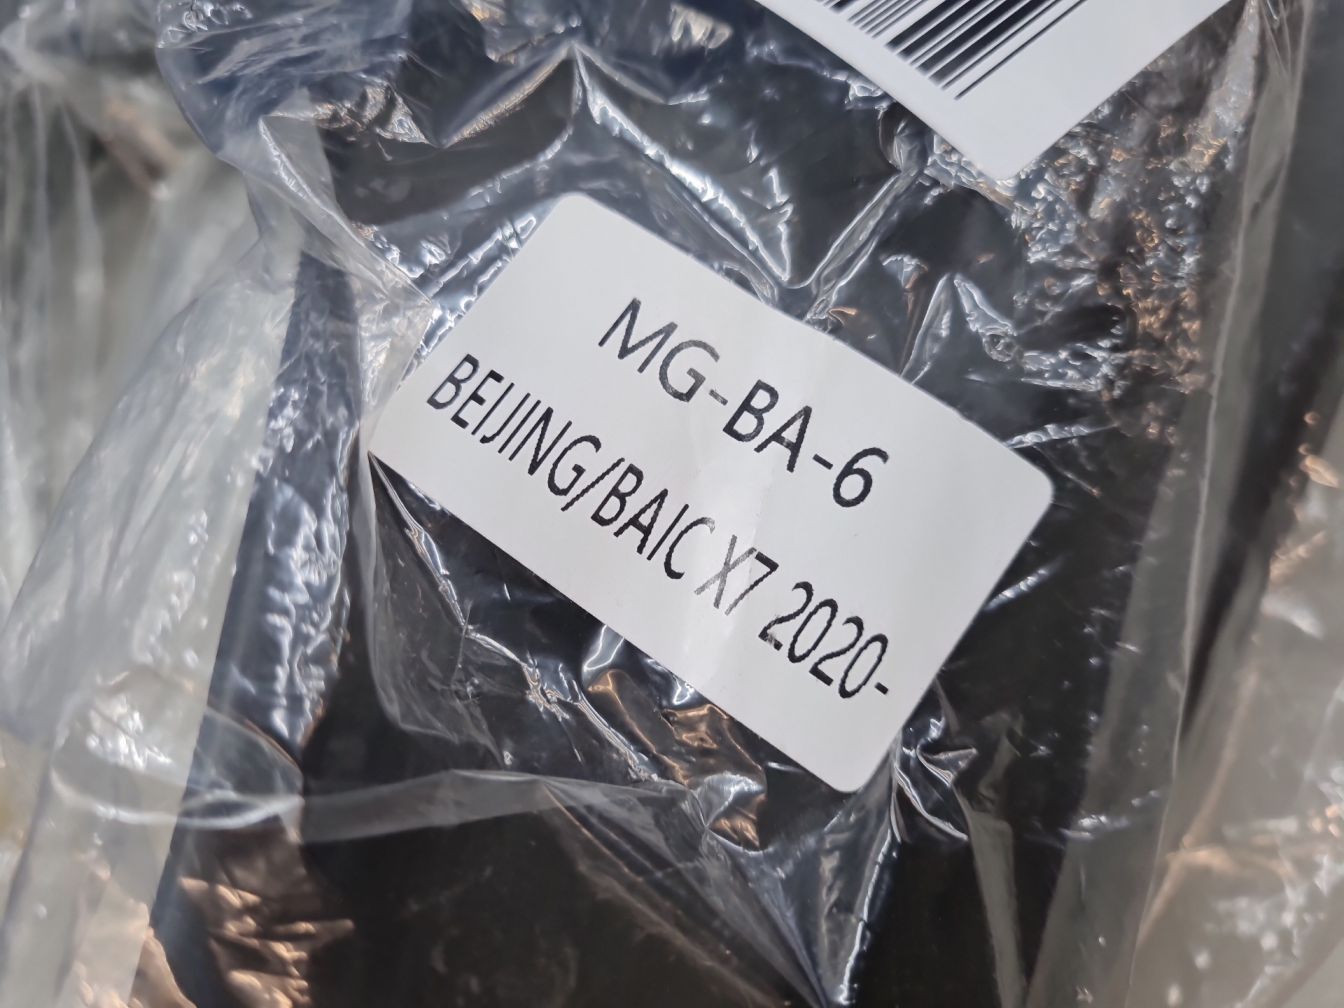 MG-BA-6
BEIJING/BAIC X7 2020-